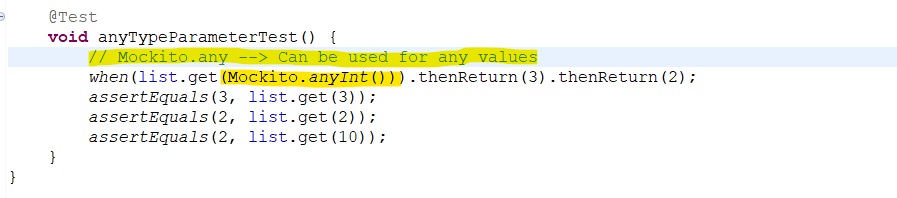 @Test
void anyTypeParameterTest() {
// Mockito.any --> Can be used for any values
when(list.get(Mockito.anyInt())).thenReturn(3).thenReturn(2);
assertEquals(3, list.get(3));
assertEquals(2, list.get(2));
assertEquals(2, list.get(10));
}
}